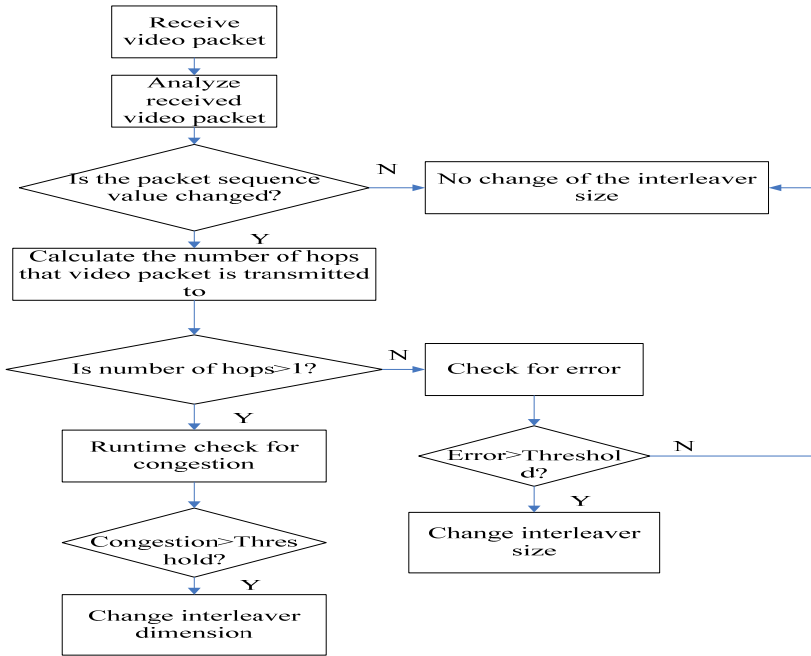 Receive
video packet
Analyze
received
video packet
Is the packet sequence
value changed?
N
No change of the interleaver
size
Y
Calculate the number of hops
that video packet is transmitted
to
Is number of hops>1?
N
Check for error
Y
Runtime check for
congestion
Error>Threshol
d?
N
Y
Change interleaver
size
Congestion>Thres
hold?
Y
Change interleaver
dimension